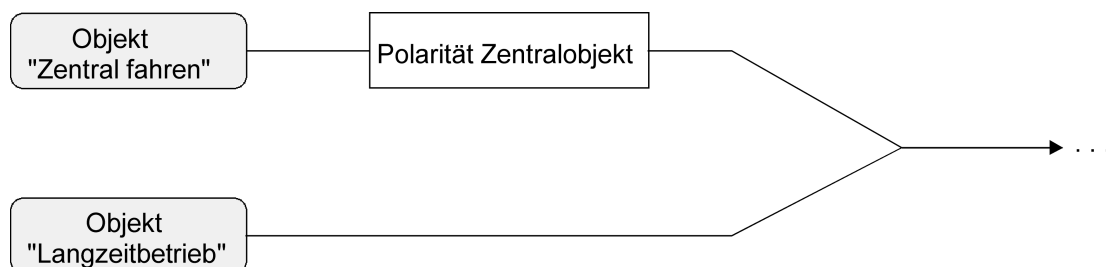 Objekt
"Zentral fahren"
Polarität Zentralobjekt
. . .
Objekt
"Langzeitbetrieb"